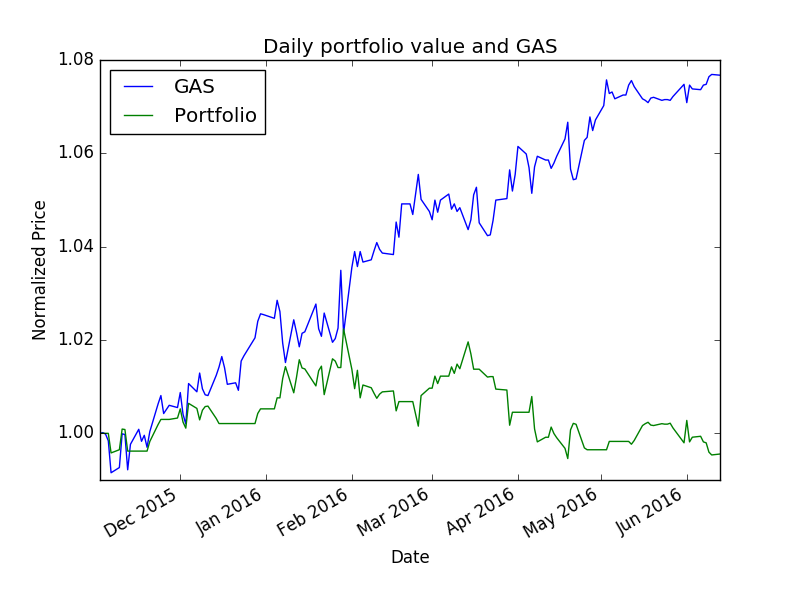 Daily portfolio value and GAS
GAS
Portfolio
1.08
1.06
1.04
1.02
1.00
Normalized Price
Dec 2015
Jan 2016
Feb 2016
Mar 2016
Apr 2016
May 2016
Jun 2016
Date